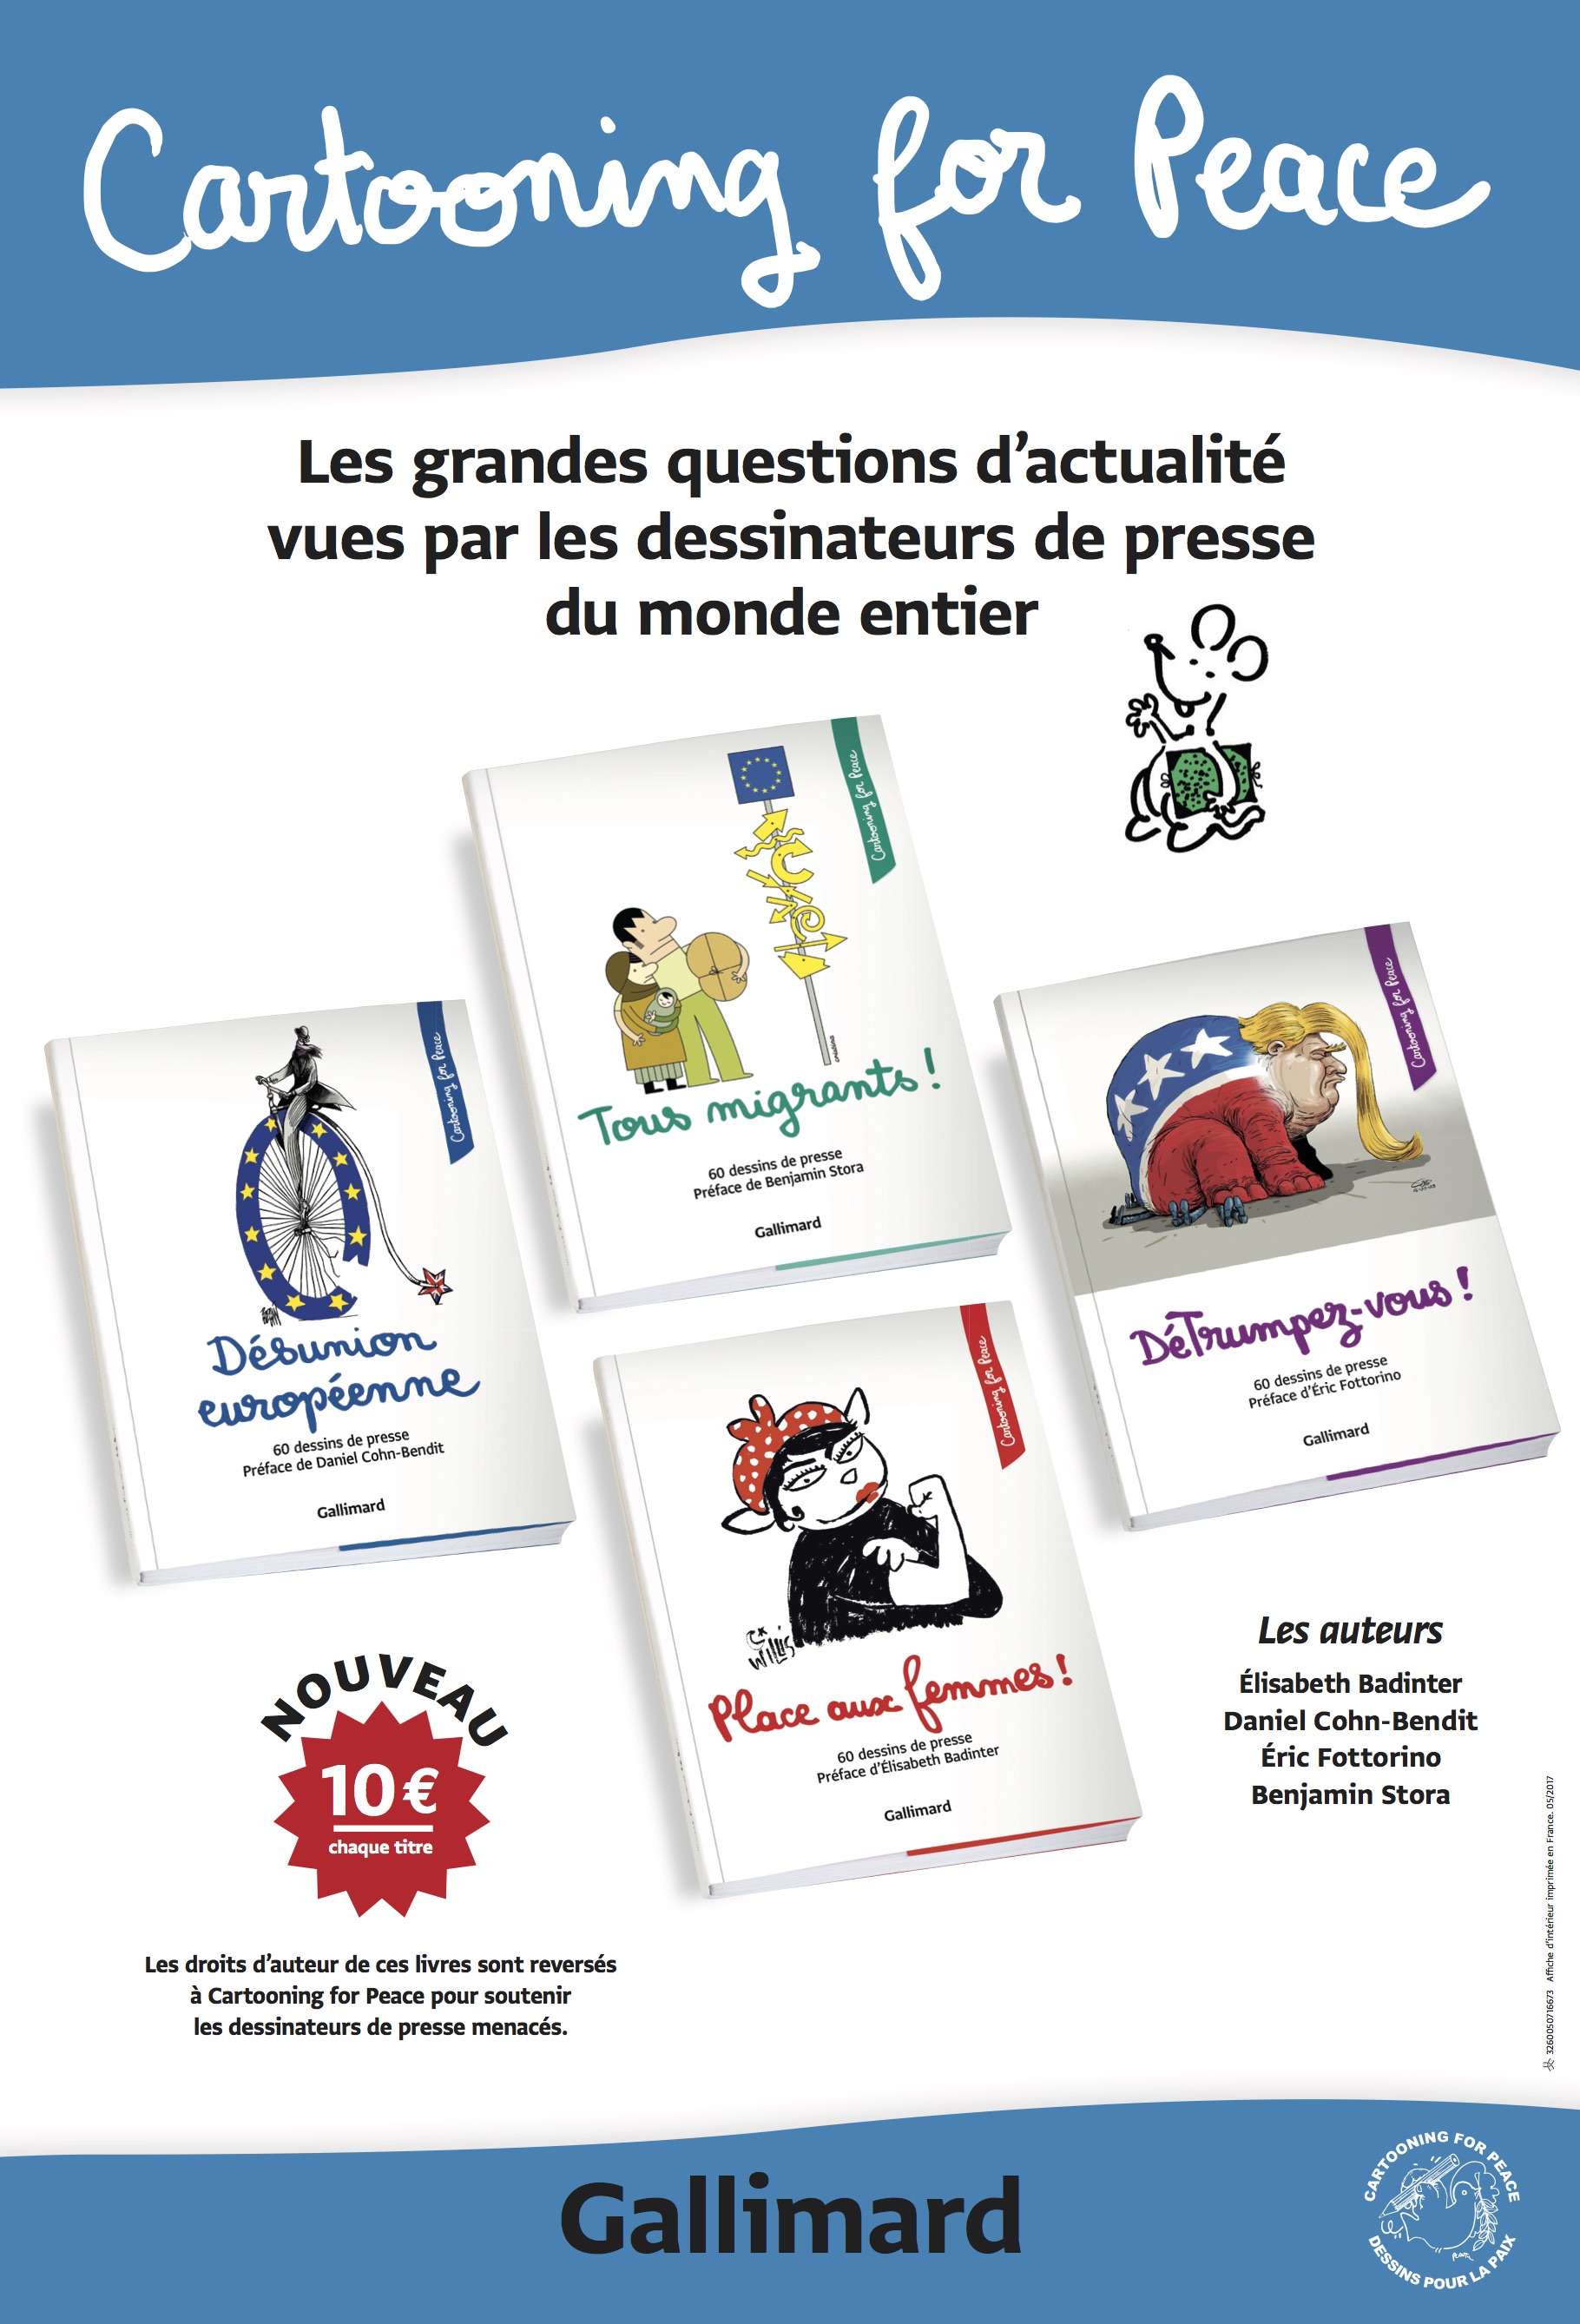 Cartooning for Peace
Les grandes questions d’actualité
vues par les dessinateurs de presse
du monde entier
Cartooning for Peace
Tous migrants !
60 dessins de presse
Préface de Benjamin Stora
Gallimard
Cartooning for Peace
Désunion
européenne
60 dessins de presse
Préface de Daniel Cohn-Bendit
Gallimard
Cartooning for Peace
DéTrumpez-vous !
60 dessins de presse
Préface d’Éric Fottorino
Gallimard
Cartooning for Peace
WiLLiS
Place aux femmes !
60 dessins de presse
Préface d’Élisabeth Badinter
Gallimard
NOUVEAU
10 €
chaque titre
Les droits d’auteur de ces livres sont reversés
à Cartooning for Peace pour soutenir
les dessinateurs de presse menacés.
Les auteurs
Élisabeth Badinter
Daniel Cohn-Bendit
Éric Fottorino
Benjamin Stora
3260050716673 Affiche d’intérieur imprimée en France. 05/2017
Gallimard
CARTOONING FOR PEACE
DESSINS POUR LA PAIX